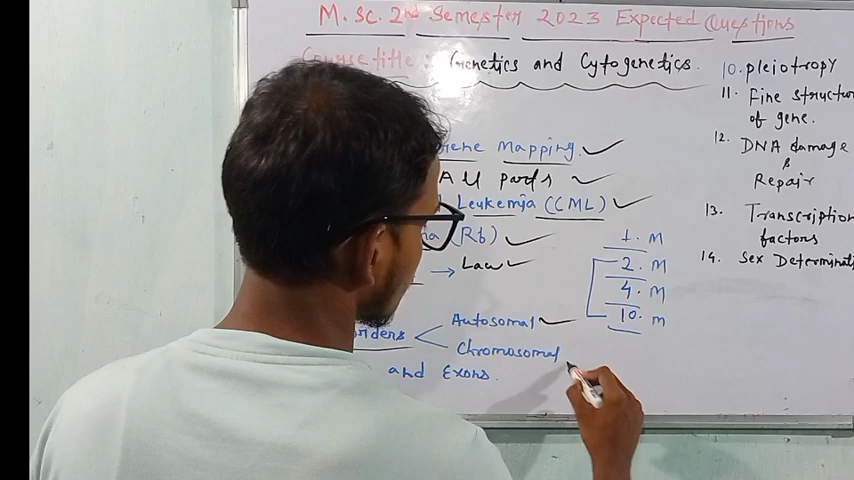 M.Sc. 2nd Semester 2023 Expected Questions
Course title : Genetics and Cytogenetics.
Gene Mapping.
All parts
Leukemia (CML)
(Rb)
→ Law
Autosomal
Chromosomal
and Exons.
1. M
2. M
4. M
10. M
10. pleiotropy
11. Fine structur
of gene.
12. DNA damage
&
Repair
13. Transcription
factors
14. Sex Determinati